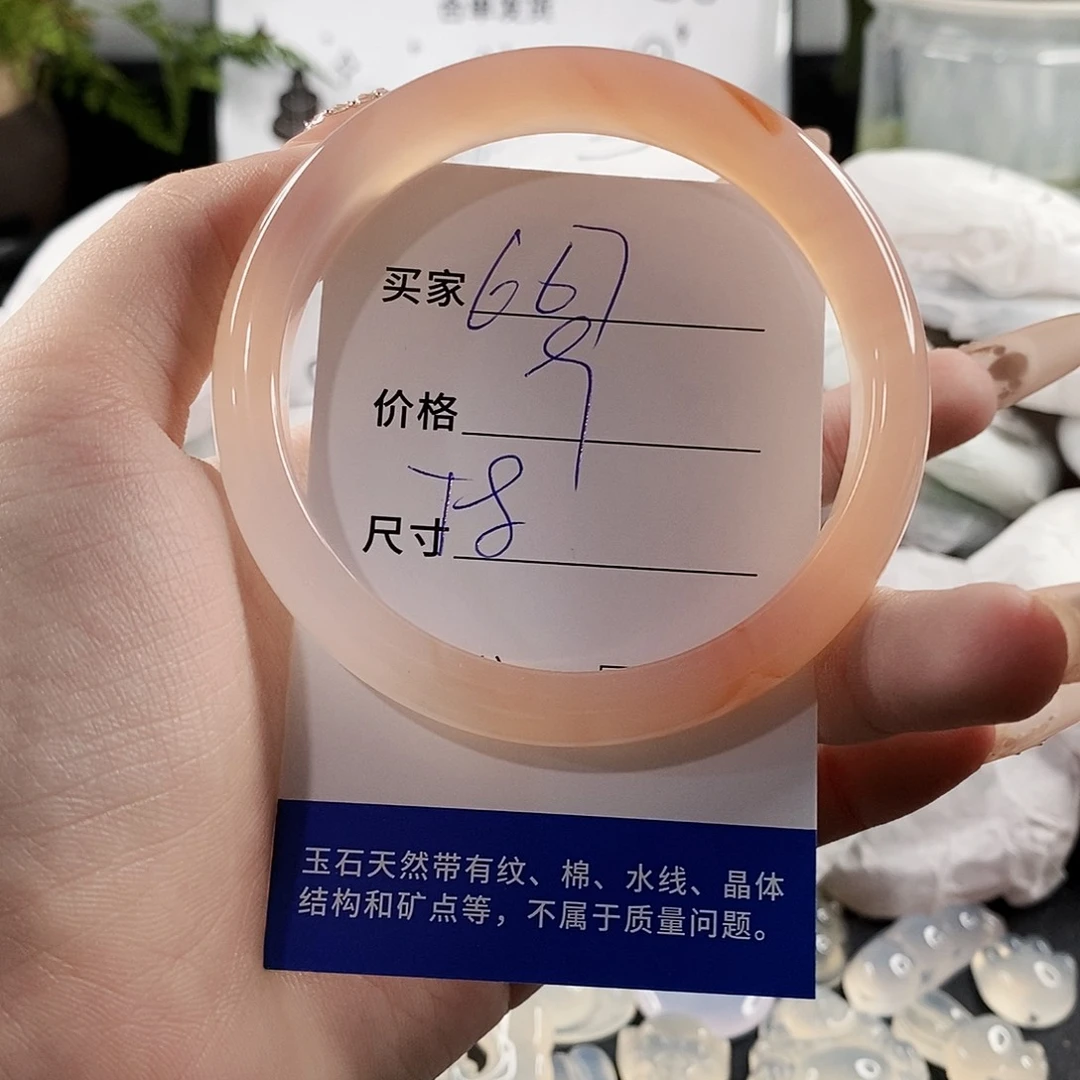 买家 667
价格 9
尺寸 58
玉石天然带有纹、棉、水线、晶体
结构和矿点等，不属于质量问题。